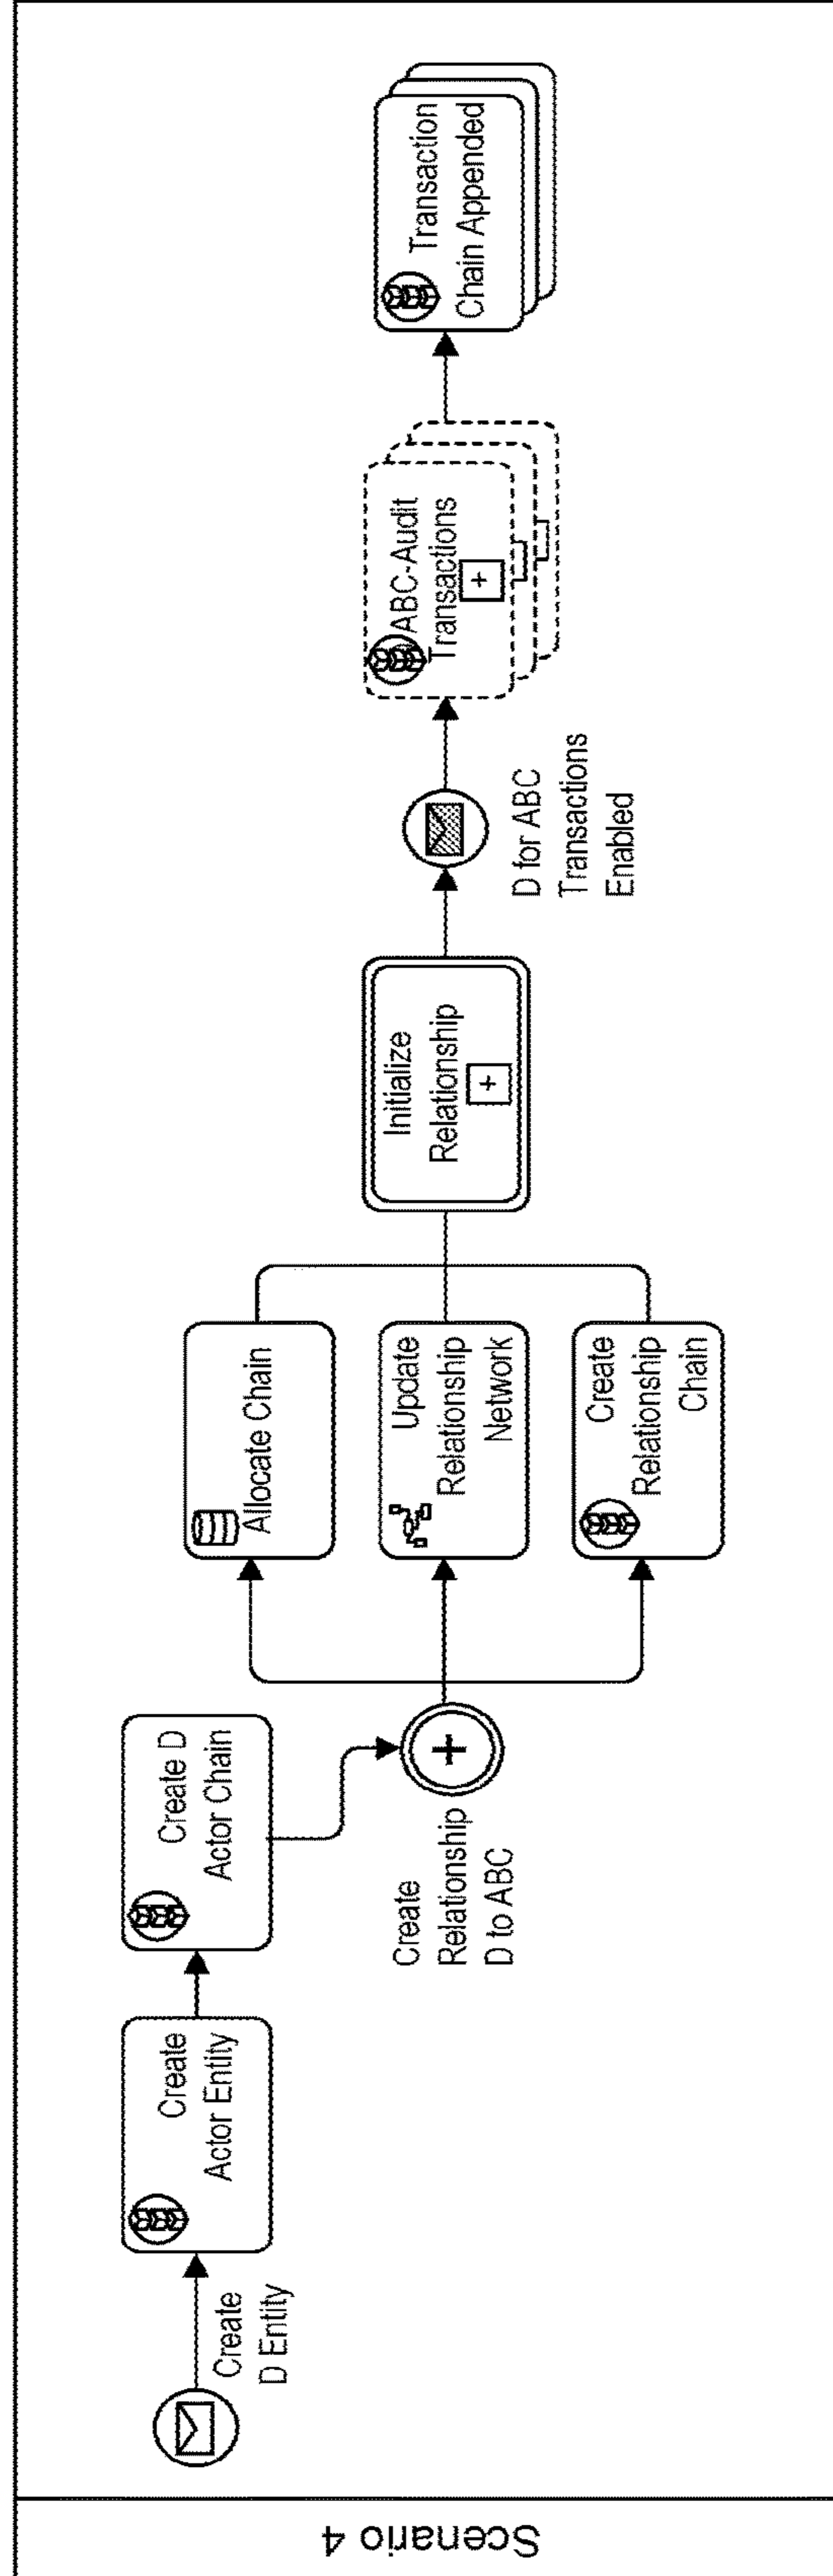 Scenario 4
Create
D Entity
Create
Actor Entity
Create D
Actor Chain
Create
Relationship
D to ABC
Allocate Chain
Update
Relationship
Network
Create
Relationship
Chain
Initialize
Relationship
+
D for ABC
Transactions
Enabled
ABC-Audit
Transactions
+
Transaction
Chain Appended